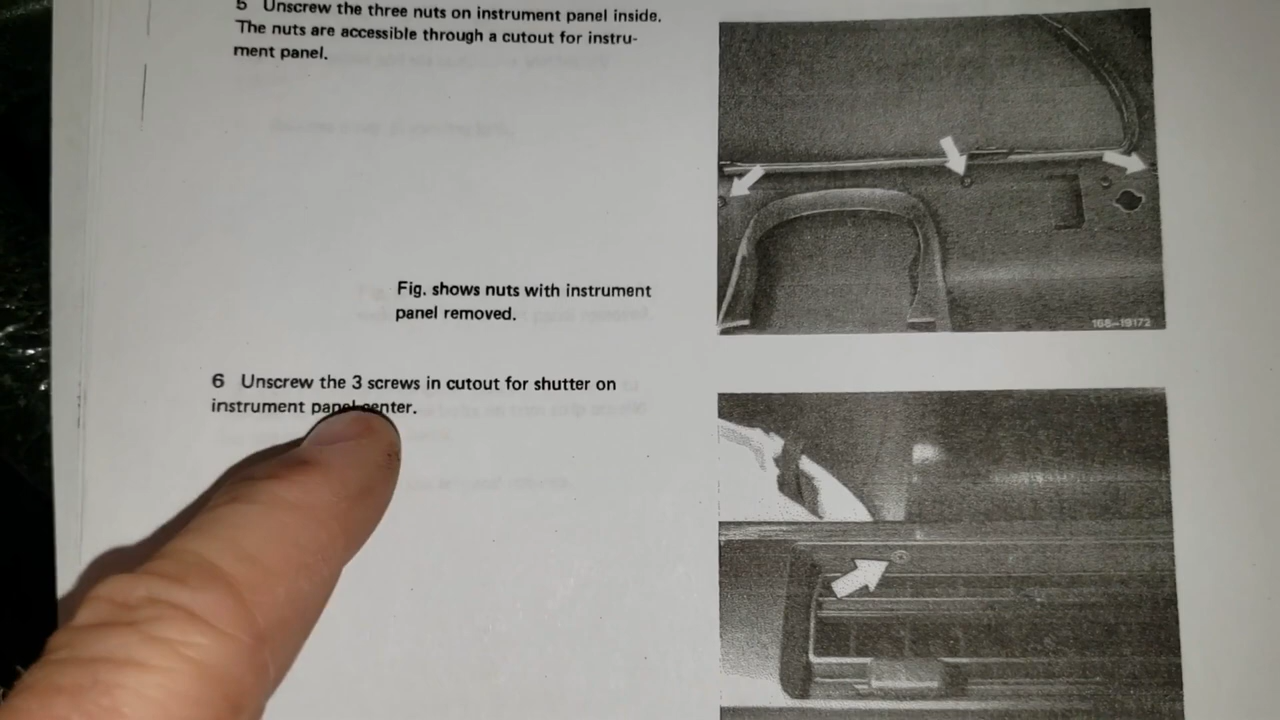 5 Unscrew the three nuts on instrument panel inside.
The nuts are accessible through a cutout for instru-
ment panel.
168–19172
Fig. shows nuts with instrument
panel removed.
6 Unscrew the 3 screws in cutout for shutter on
instrument panel center.